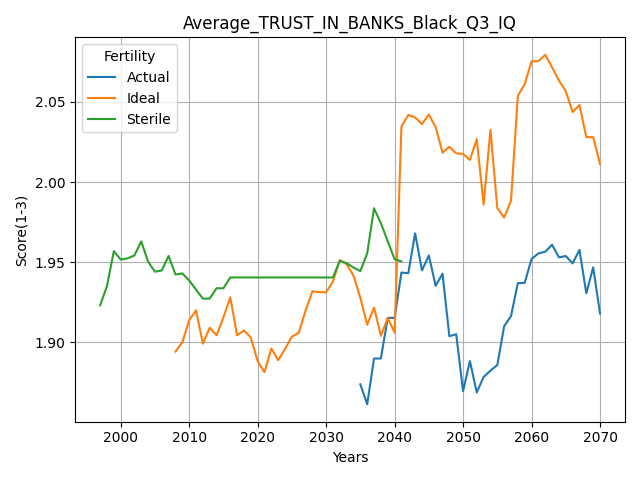 Average_TRUST_IN_BANKS_Black_Q3_IQ
Fertility
Actual
Ideal
Sterile
2.05
2.00
1.95
1.90
Score(1-3)
2000 2010 2020 2030 2040 2050 2060 2070
Years